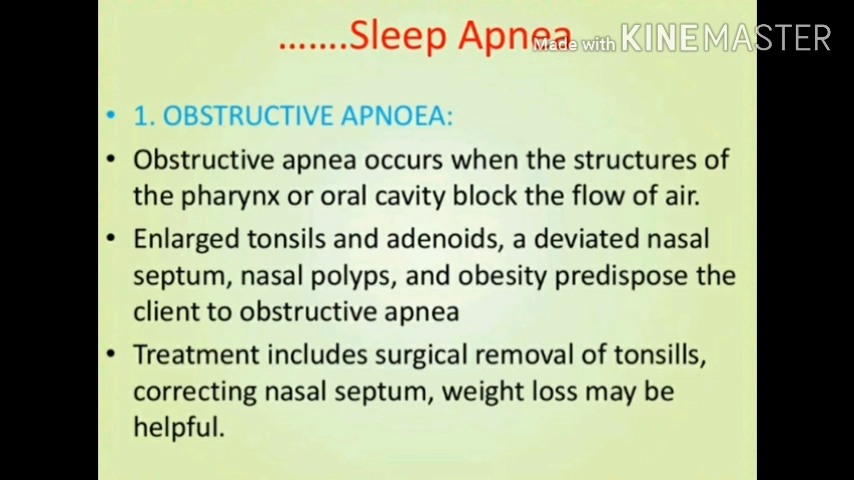 .......Sleep Apnea
Made with KINEMASTER
• 1. OBSTRUCTIVE APNOEA:
• Obstructive apnea occurs when the structures of
the pharynx or oral cavity block the flow of air.
• Enlarged tonsils and adenoids, a deviated nasal
septum, nasal polyps, and obesity predispose the
client to obstructive apnea
• Treatment includes surgical removal of tonsills,
correcting nasal septum, weight loss may be
helpful.